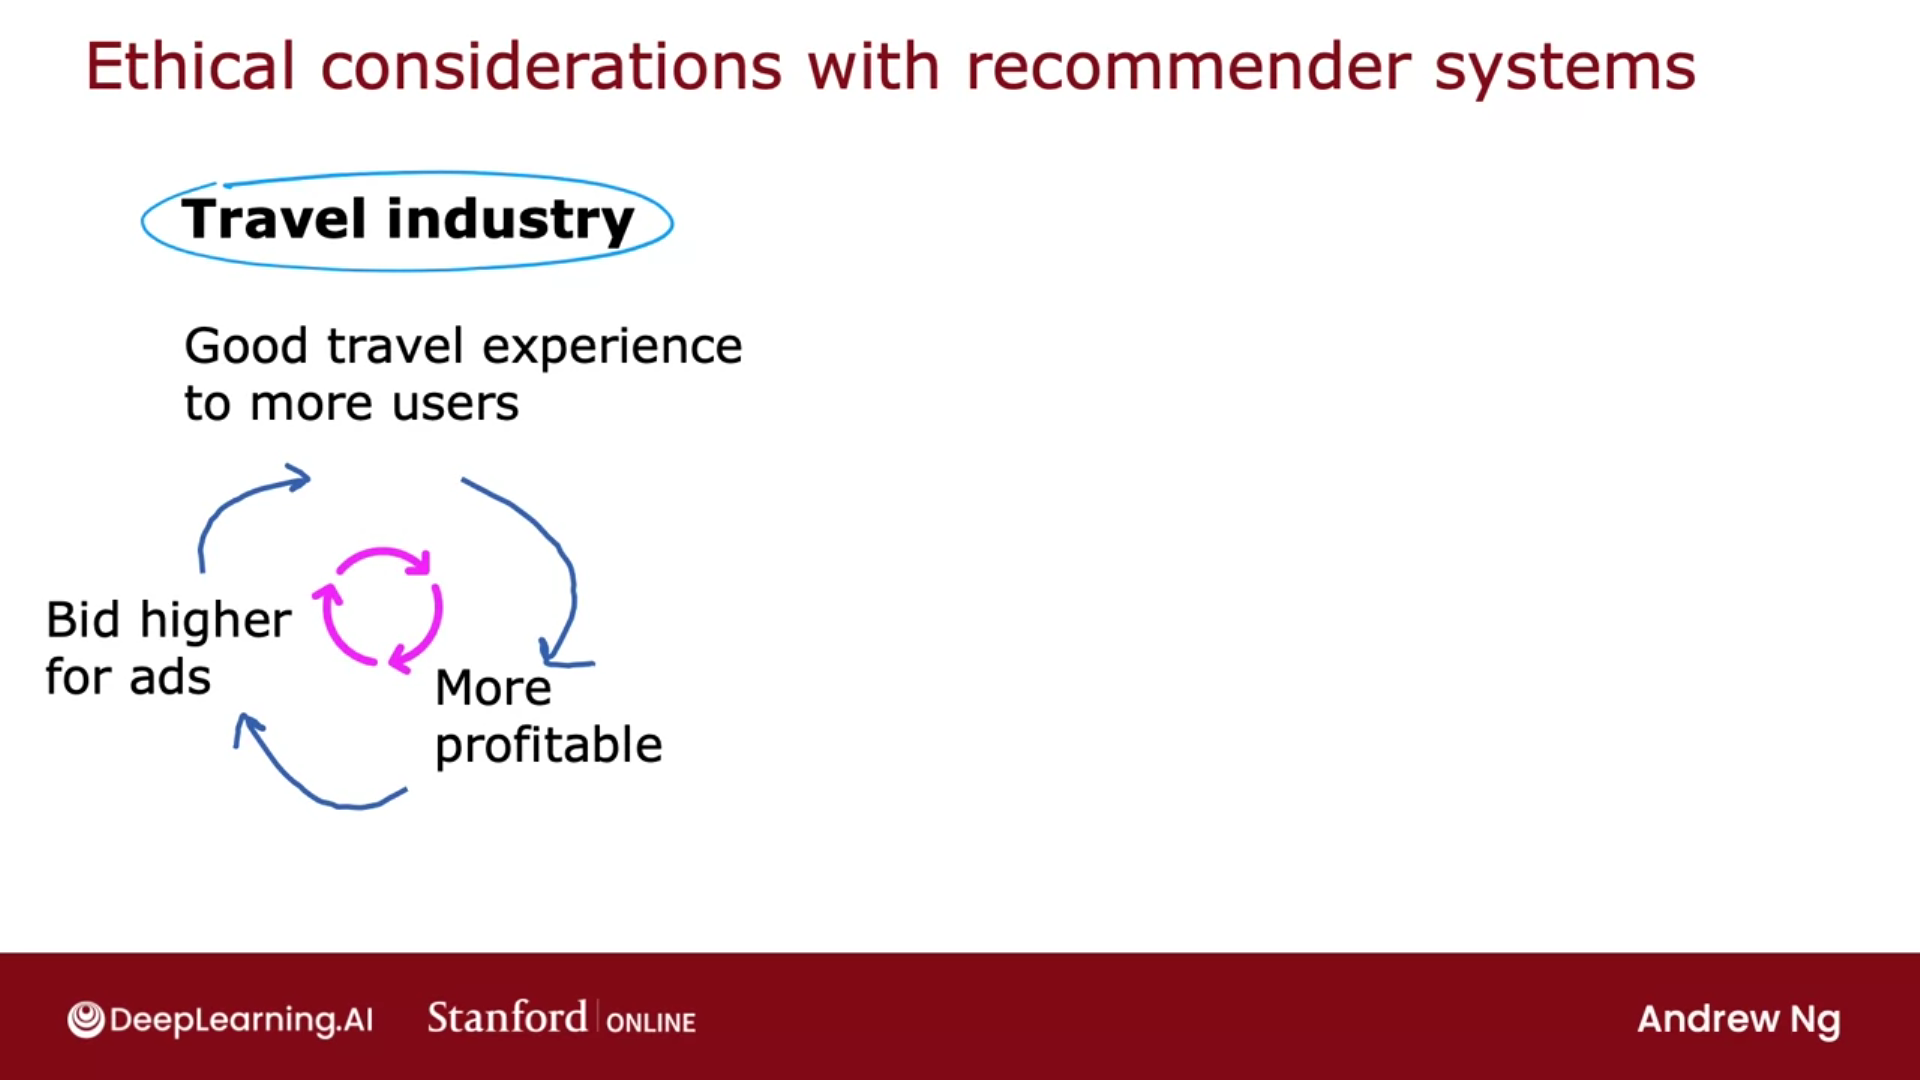 Ethical considerations with recommender systems
Travel industry
Good travel experience
to more users
Bid higher
for ads
More
profitable
DeepLearning.AI
Stanford ONLINE
Andrew Ng